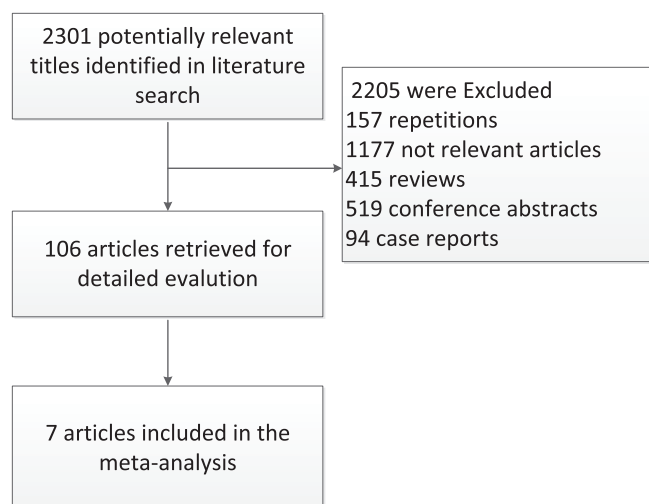 2301 potentially relevant
titles identified in literature
search
2205 were Excluded
157 repetitions
1177 not relevant articles
415 reviews
519 conference abstracts
94 case reports
106 articles retrieved for
detailed evalution
7 articles included in the
meta-analysis